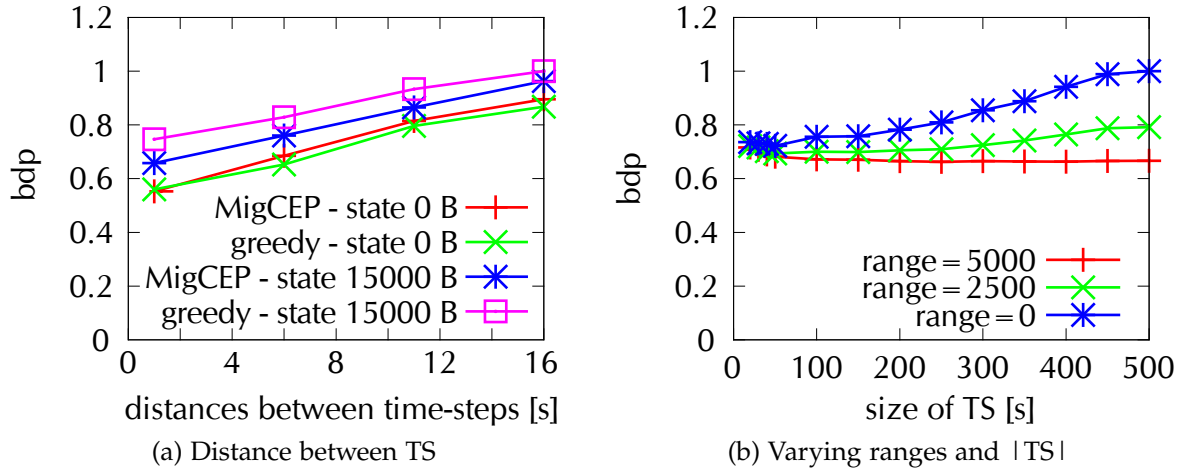 1.2
1
0.8
0.6
0.4
0.2
0
bdp
MigCEP - state 0 B
greedy - state 0 B
MigCEP - state 15000 B
greedy - state 15000 B
0 4 8 12 16
distances between time-steps [s]
(a) Distance between TS
1.2
1
0.8
0.6
0.4
0.2
0
bdp
range=5000
range=2500
range=0
0 100 200 300 400 500
size of TS [s]
(b) Varying ranges and |TS|